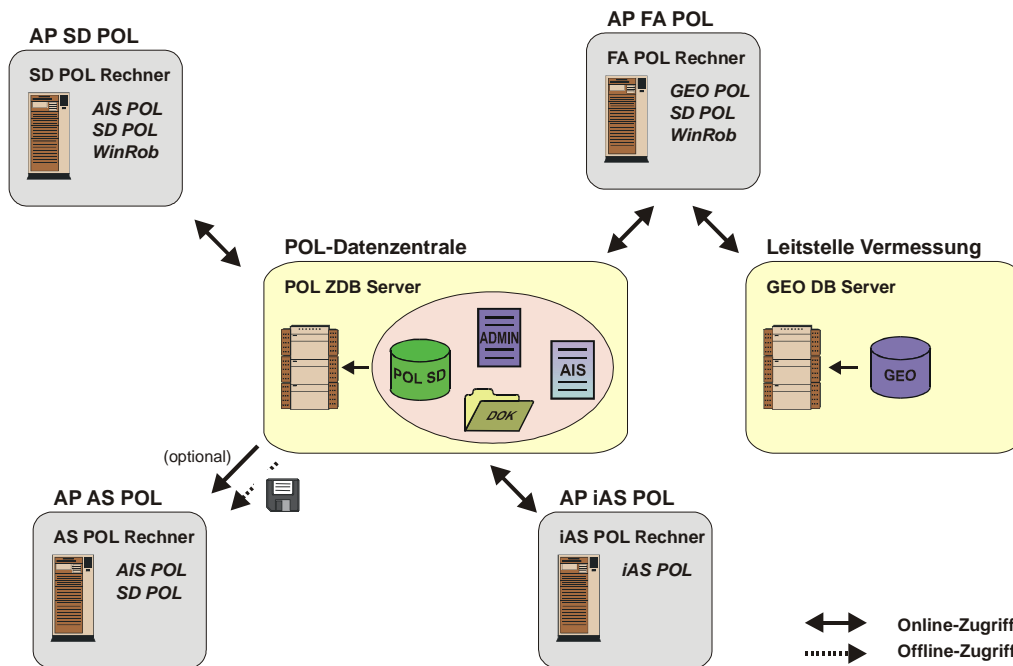 AP SD POL
SD POL Rechner
AIS POL
SD POL
WinRob
AP FA POL
FA POL Rechner
GEO POL
SD POL
WinRob
POL-Datenzentrale
POL ZDB Server
POL SD
ADMIN
AIS
DOK
Leitstelle Vermessung
GEO DB Server
GEO
(optional)
AP AS POL
AS POL Rechner
AIS POL
SD POL
AP iAS POL
iAS POL Rechner
iAS POL
Online-Zugriff
Offline-Zugriff